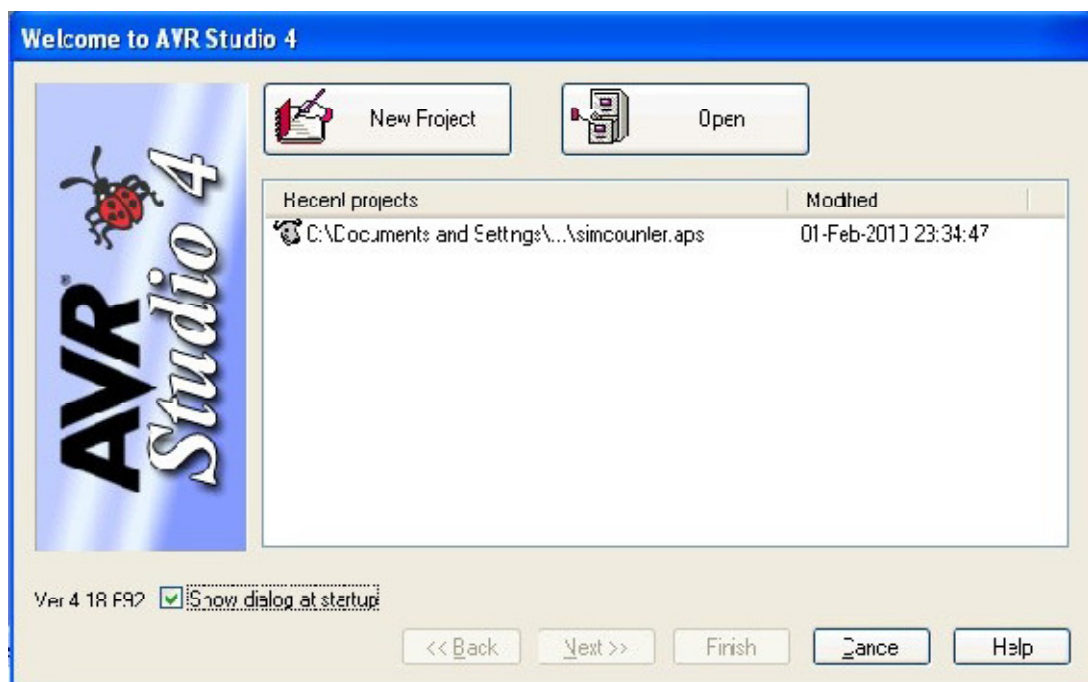 Welcome to AVR Studio 4
New Project
Open
Recent projects
Modified
C:\Documents and Settings\...\simcounter.aps
01-Feb-2010 23:34:47
AVR®
Studio 4
Ver 4.18
Show dialog at startup
<< Back
Next >>
Finish
Cancel
Help